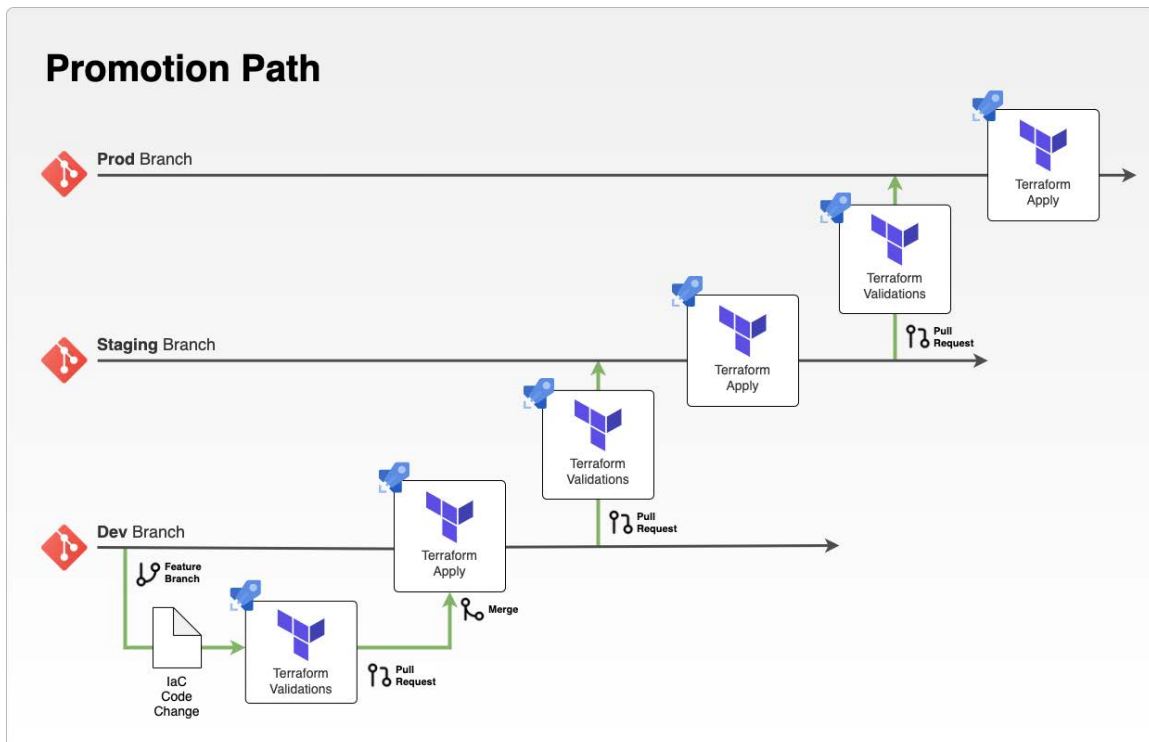 Promotion Path
Prod Branch
Terraform
Apply
Terraform
Validations
Pull
Request
Staging Branch
Terraform
Apply
Terraform
Validations
Pull
Request
Dev Branch
Terraform
Apply
Feature
Branch
Merge
IaC
Code
Change
Terraform
Validations
Pull
Request